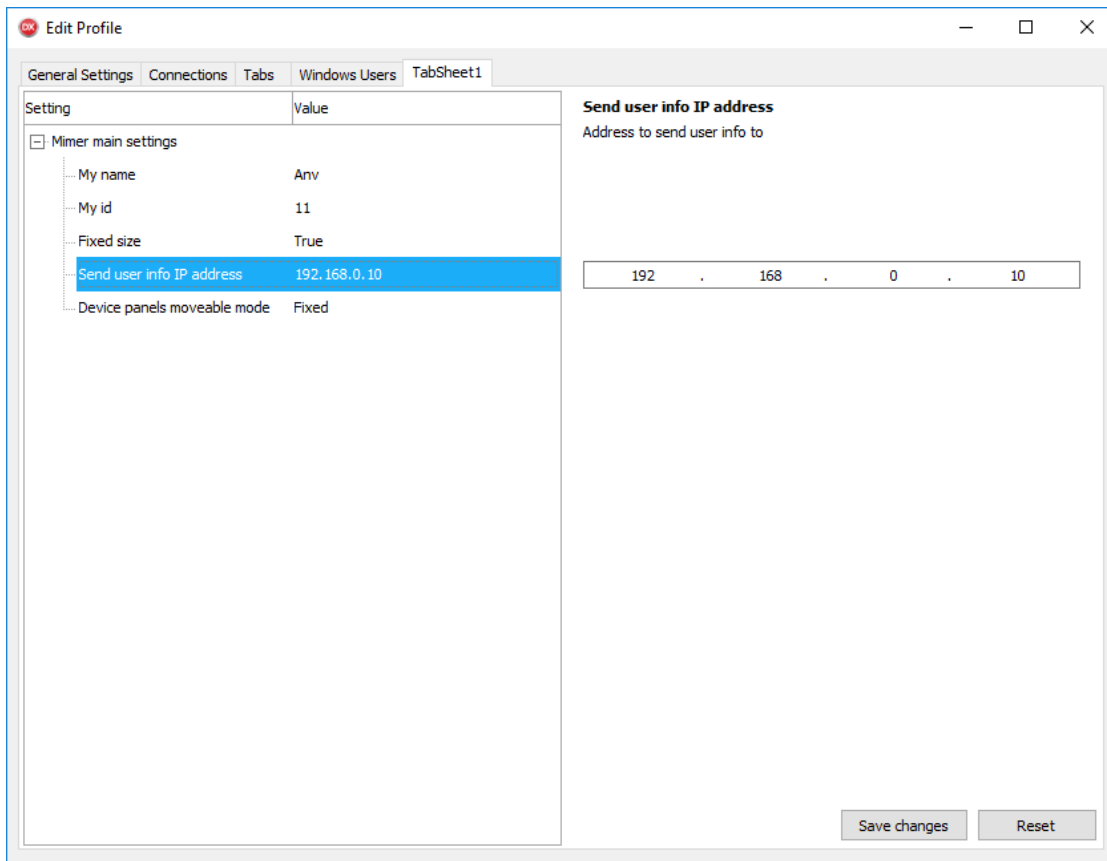 DX Edit Profile
General Settings Connections Tabs Windows Users TabSheet1
Setting Value
Mimer main settings
My name Anv
My id 11
Fixed size True
Send user info IP address 192.168.0.10
Device panels moveable mode Fixed
Send user info IP address
Address to send user info to
192 . 168 . 0 . 10
Save changes Reset